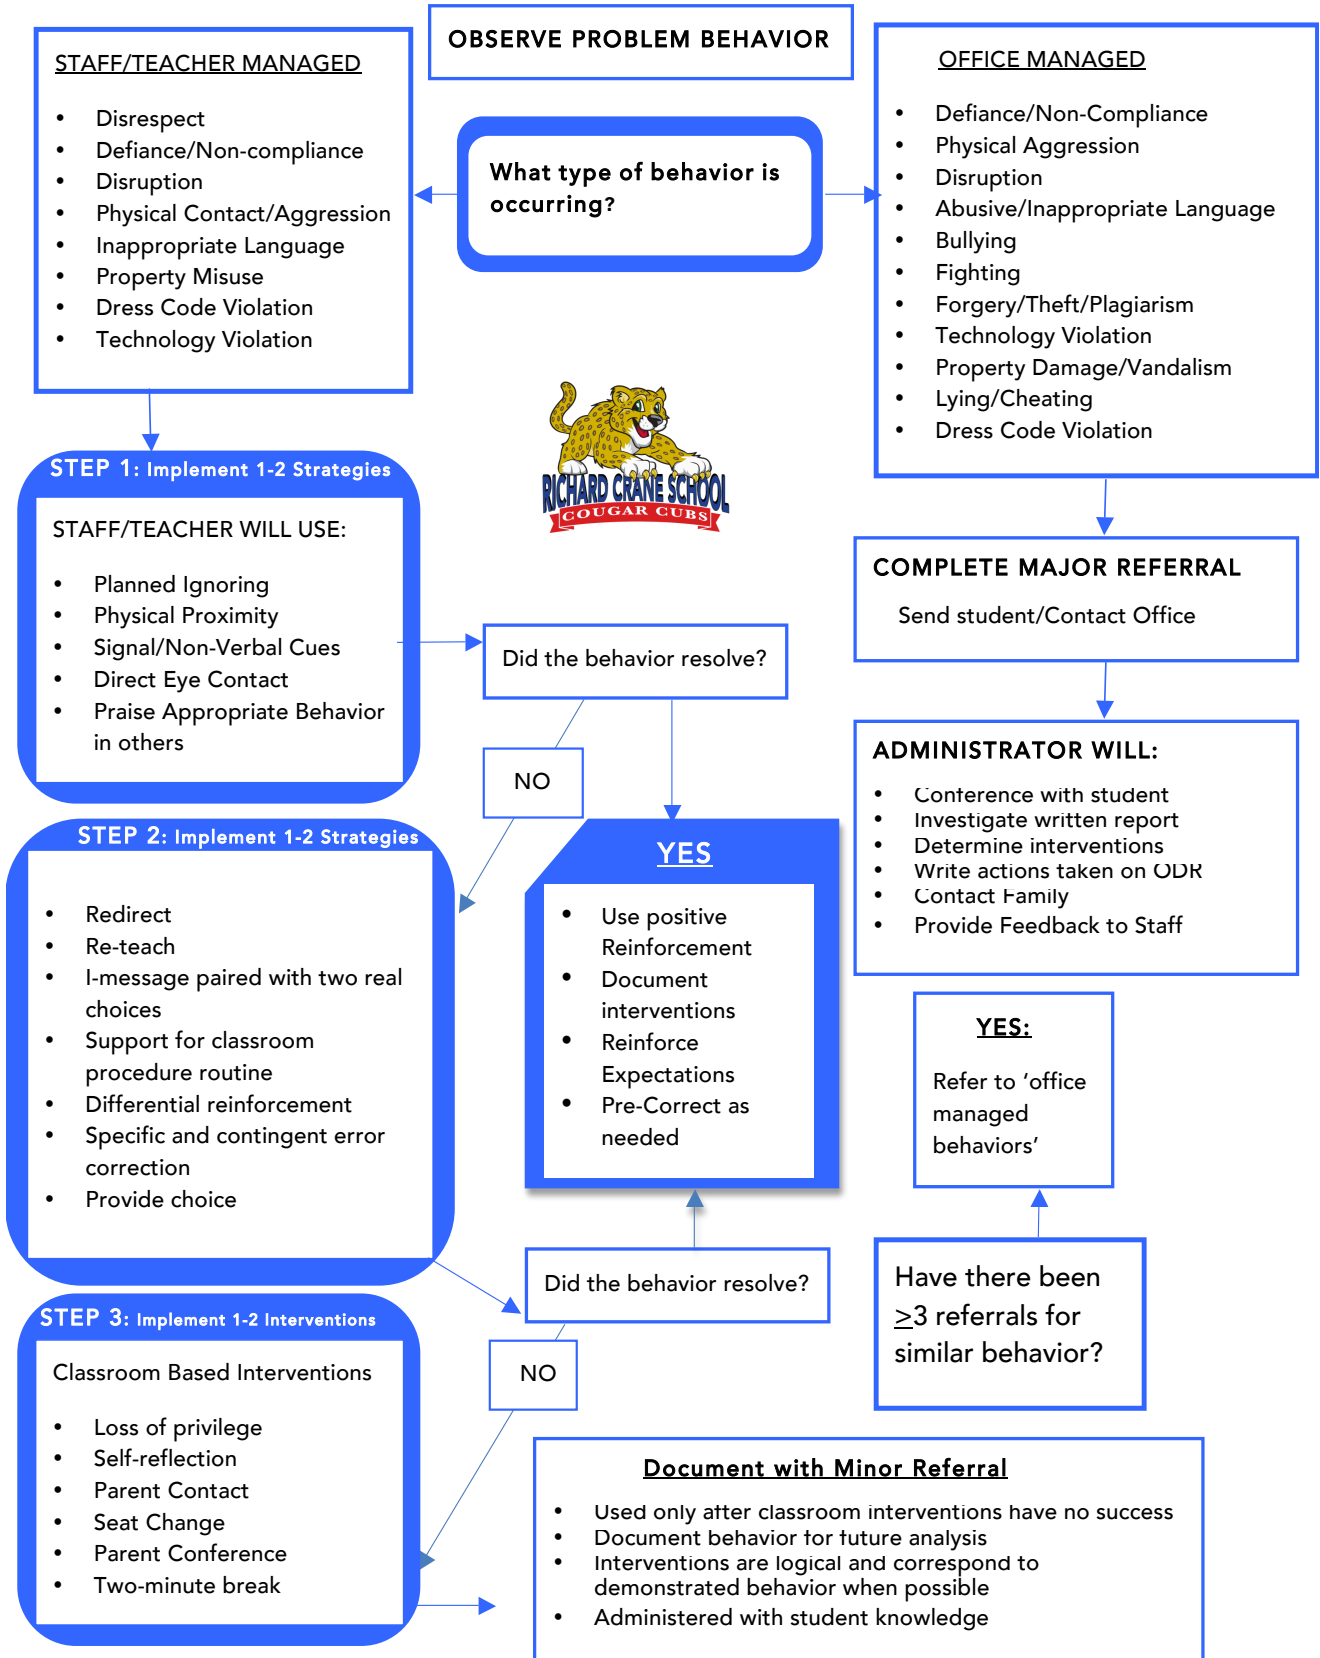 OBSERVE PROBLEM BEHAVIOR
STAFF/TEACHER MANAGED
• Disrespect
• Defiance/Non-compliance
• Disruption
• Physical Contact/Aggression
• Inappropriate Language
• Property Misuse
• Dress Code Violation
• Technology Violation
What type of behavior is
occurring?
OFFICE MANAGED
• Defiance/Non-Compliance
• Physical Aggression
• Disruption
• Abusive/Inappropriate Language
• Bullying
• Fighting
• Forgery/Theft/Plagiarism
• Technology Violation
• Property Damage/Vandalism
• Lying/Cheating
• Dress Code Violation
RICHARD CRANE SCHOOL
COUGAR CUBS
STEP 1: Implement 1-2 Strategies
STAFF/TEACHER WILL USE:
• Planned Ignoring
• Physical Proximity
• Signal/Non-Verbal Cues
• Direct Eye Contact
• Praise Appropriate Behavior
in others
Did the behavior resolve?
NO
COMPLETE MAJOR REFERRAL
Send student/Contact Office
ADMINISTRATOR WILL:
• Conference with student
• Investigate written report
• Determine interventions
• Write actions taken on ODR
• Contact Family
• Provide Feedback to Staff
STEP 2: Implement 1-2 Strategies
• Redirect
• Re-teach
• I-message paired with two real
choices
• Support for classroom
procedure routine
• Differential reinforcement
• Specific and contingent error
correction
• Provide choice
YES
• Use positive
Reinforcement
• Document
interventions
• Reinforce
Expectations
• Pre-Correct as
needed
YES:
Refer to ‘office
managed
behaviors’
Did the behavior resolve?
NO
Have there been
≥3 referrals for
similar behavior?
STEP 3: Implement 1-2 Interventions
Classroom Based Interventions
• Loss of privilege
• Self-reflection
• Parent Contact
• Seat Change
• Parent Conference
• Two-minute break
Document with Minor Referral
• Used only after classroom interventions have no success
• Document behavior for future analysis
• Interventions are logical and correspond to
demonstrated behavior when possible
• Administered with student knowledge